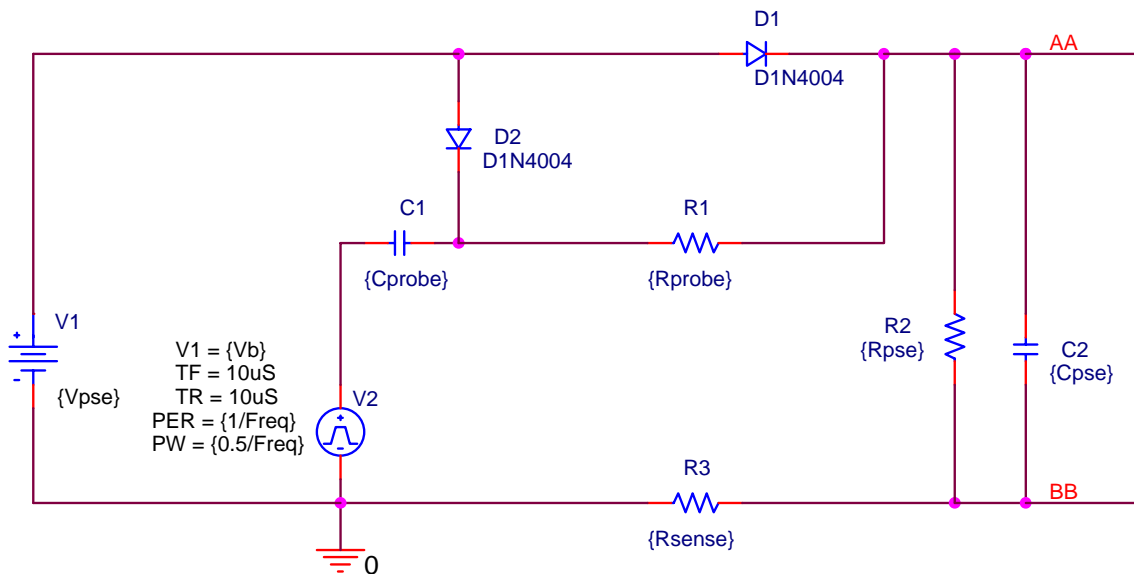 D1
AA
D1N4004
D2
D1N4004
C1
R1
{Cprobe}
{Rprobe}
V1
+
-
{Vpse}
V1 = {Vb}
TF = 10uS
TR = 10uS
PER = {1/Freq}
PW = {0.5/Freq}
V2
+
-
R2
{Rpse}
C2
{Cpse}
R3
BB
{Rsense}
0